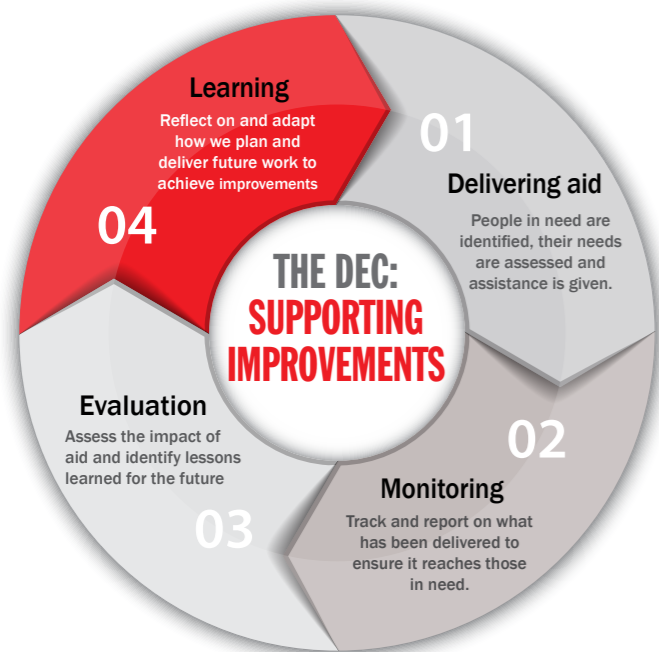 THE DEC:
SUPPORTING
IMPROVEMENTS
01
Delivering aid
People in need are
identified, their needs
are assessed and
assistance is given.
02
Monitoring
Track and report on what
has been delivered to
ensure it reaches those
in need.
Evaluation
Assess the impact of
aid and identify lessons
learned for the future
03
Learning
Reflect on and adapt
how we plan and
deliver future work to
achieve improvements
04